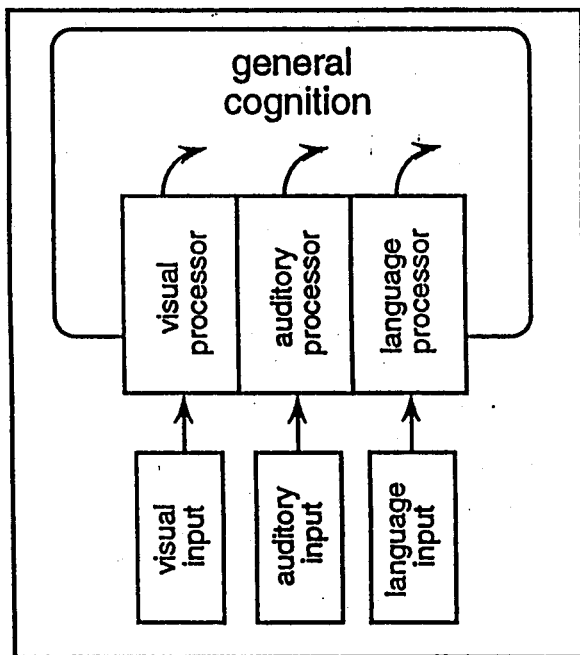 general
cognition
visual
processor
auditory
processor
language
processor
visual
input
auditory
input
language
input